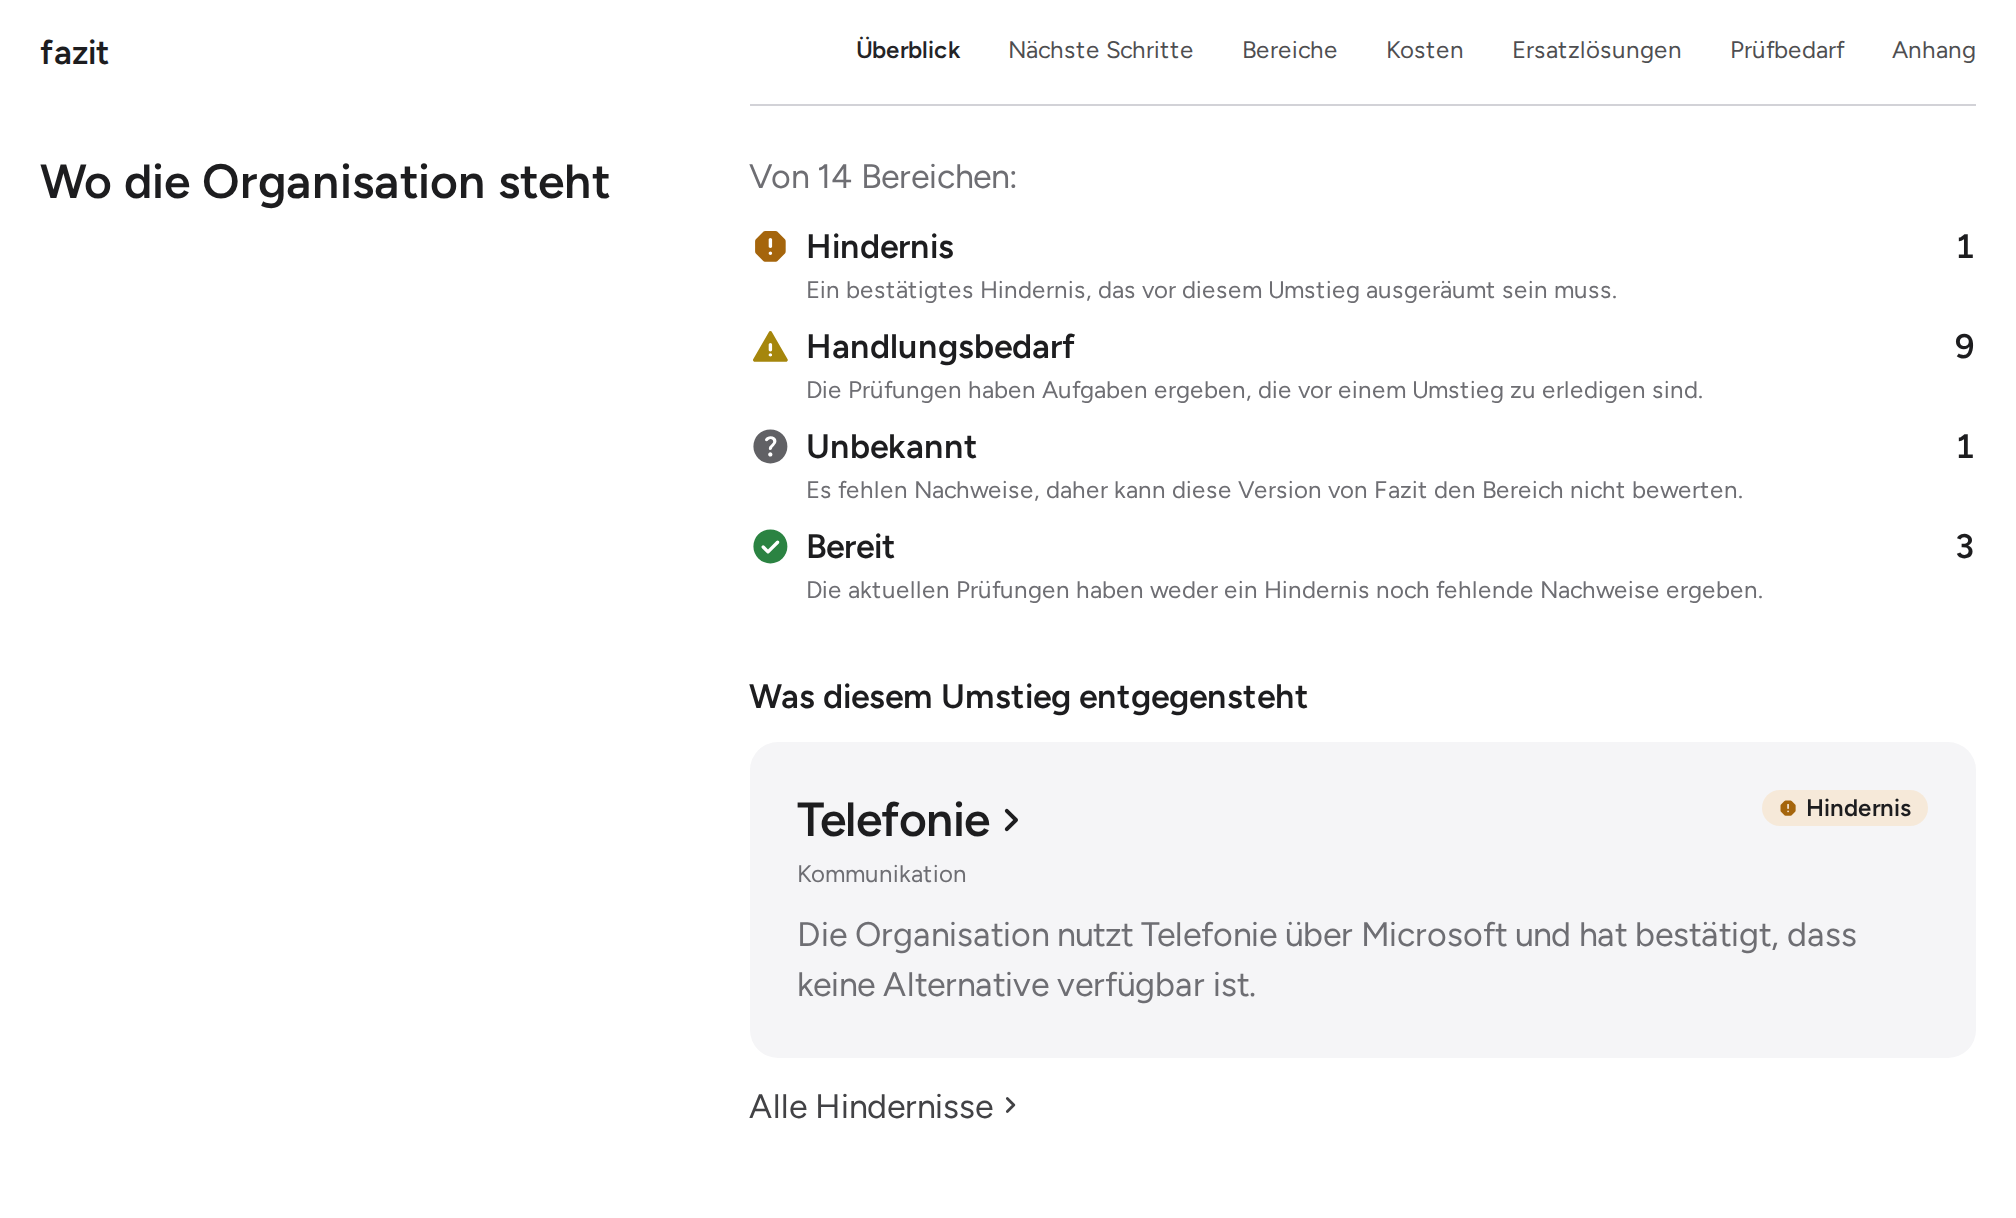 fazit
Überblick
Nächste Schritte
Bereiche
Kosten
Ersatzlösungen
Prüfbedarf
Anhang
Wo die Organisation steht
Von 14 Bereichen:
Hindernis 1
Ein bestätigtes Hindernis, das vor diesem Umstieg ausgeräumt sein muss.
Handlungsbedarf 9
Die Prüfungen haben Aufgaben ergeben, die vor einem Umstieg zu erledigen sind.
Unbekannt 1
Es fehlen Nachweise, daher kann diese Version von Fazit den Bereich nicht bewerten.
Bereit 3
Die aktuellen Prüfungen haben weder ein Hindernis noch fehlende Nachweise ergeben.
Was diesem Umstieg entgegensteht
Telefonie
Hindernis
Kommunikation
Die Organisation nutzt Telefonie über Microsoft und hat bestätigt, dass
keine Alternative verfügbar ist.
Alle Hindernisse